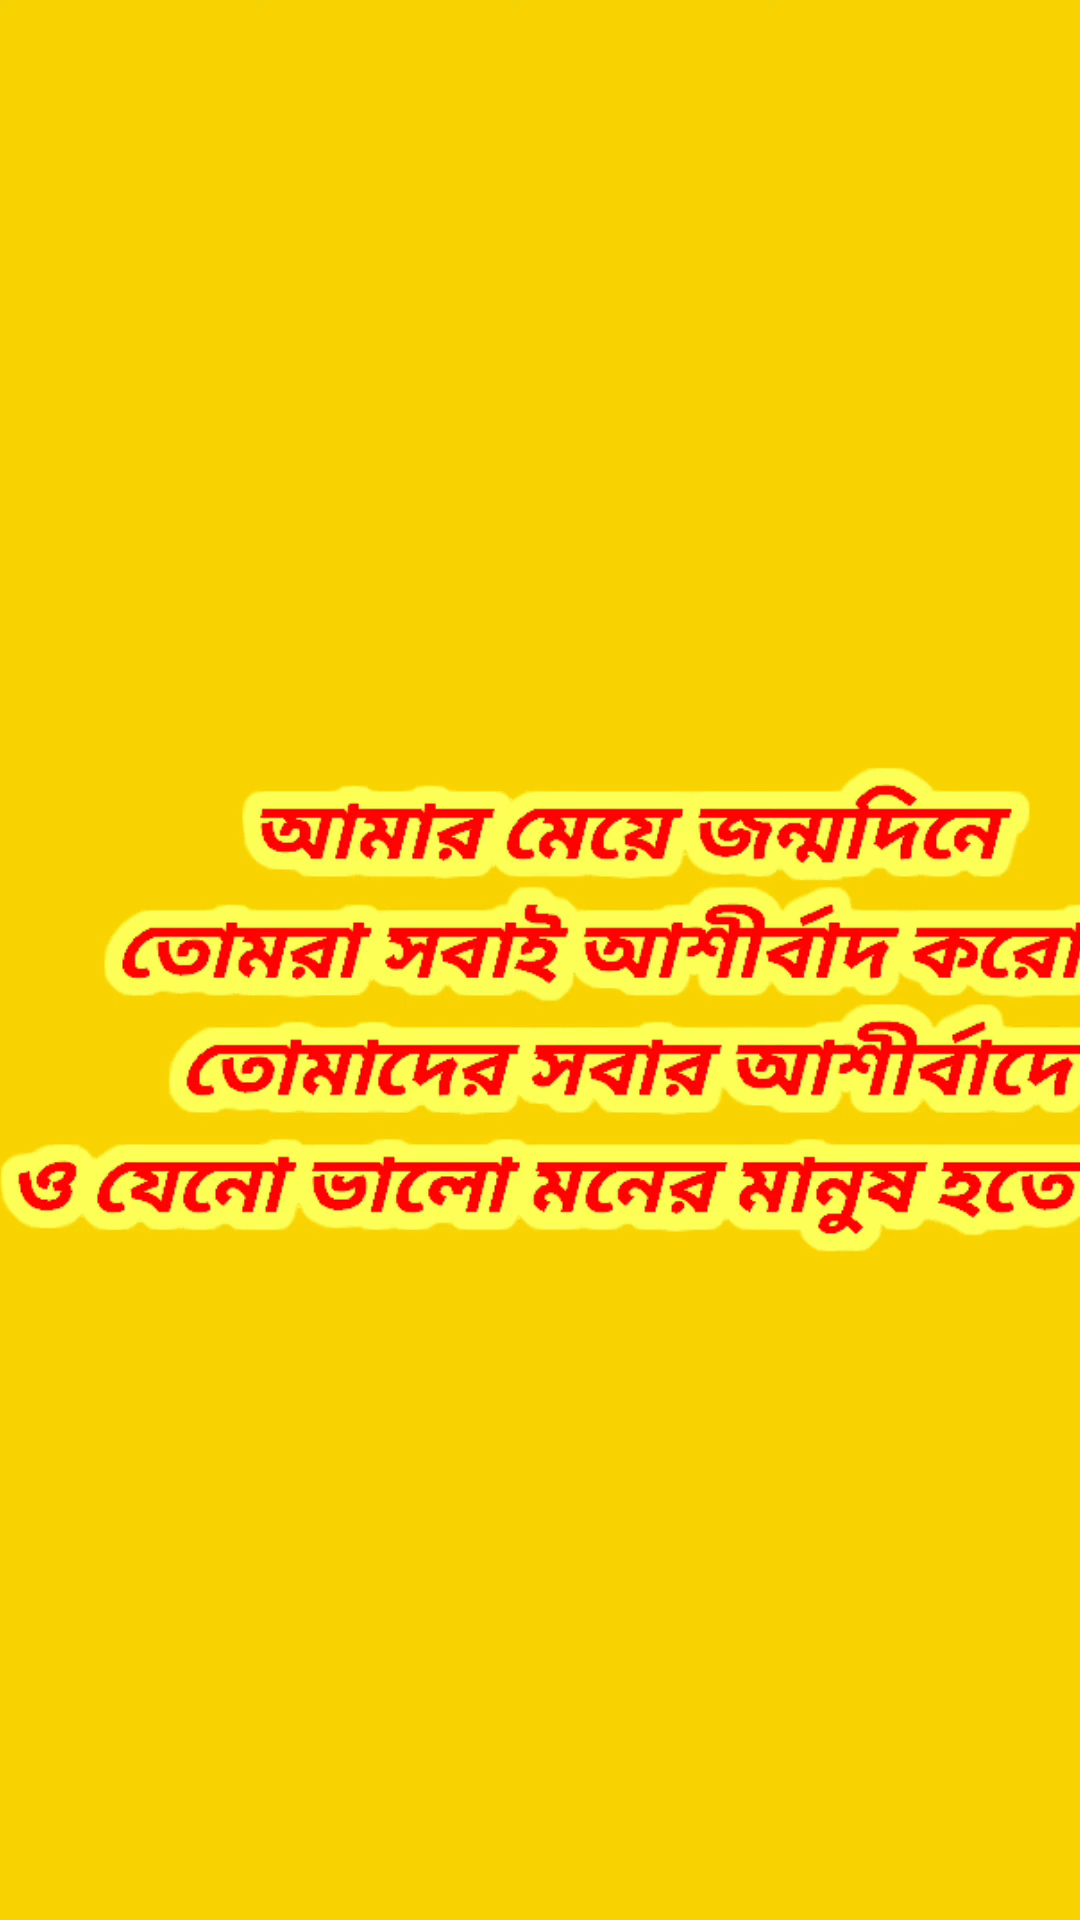 আমার মেয়ে জন্মদিনে
তোমরা সবাই আশীর্বাদ করো
তোমাদের সবার আশীর্বাদে
ও যেনো ভালো মনের মানুষ হতে